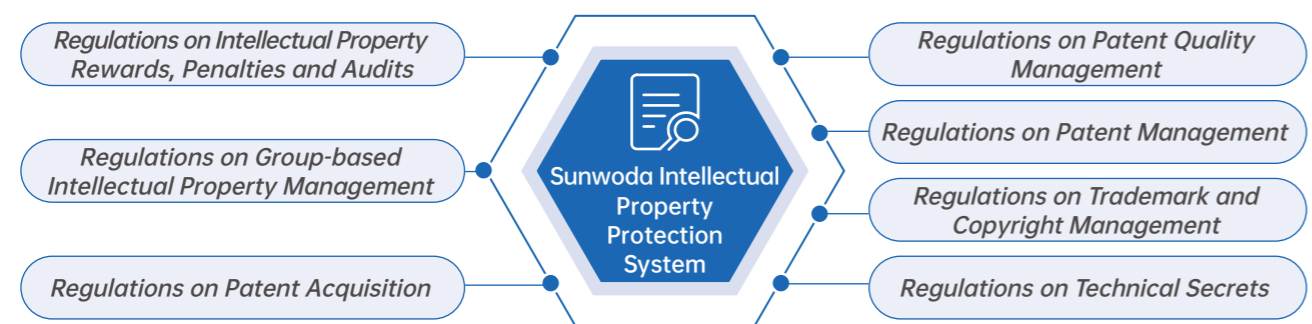 Regulations on Intellectual Property
Rewards, Penalties and Audits
Regulations on Group-based
Intellectual Property Management
Regulations on Patent Acquisition
Sunwoda Intellectual
Property
Protection
System
Regulations on Patent Quality
Management
Regulations on Patent Management
Regulations on Trademark and
Copyright Management
Regulations on Technical Secrets